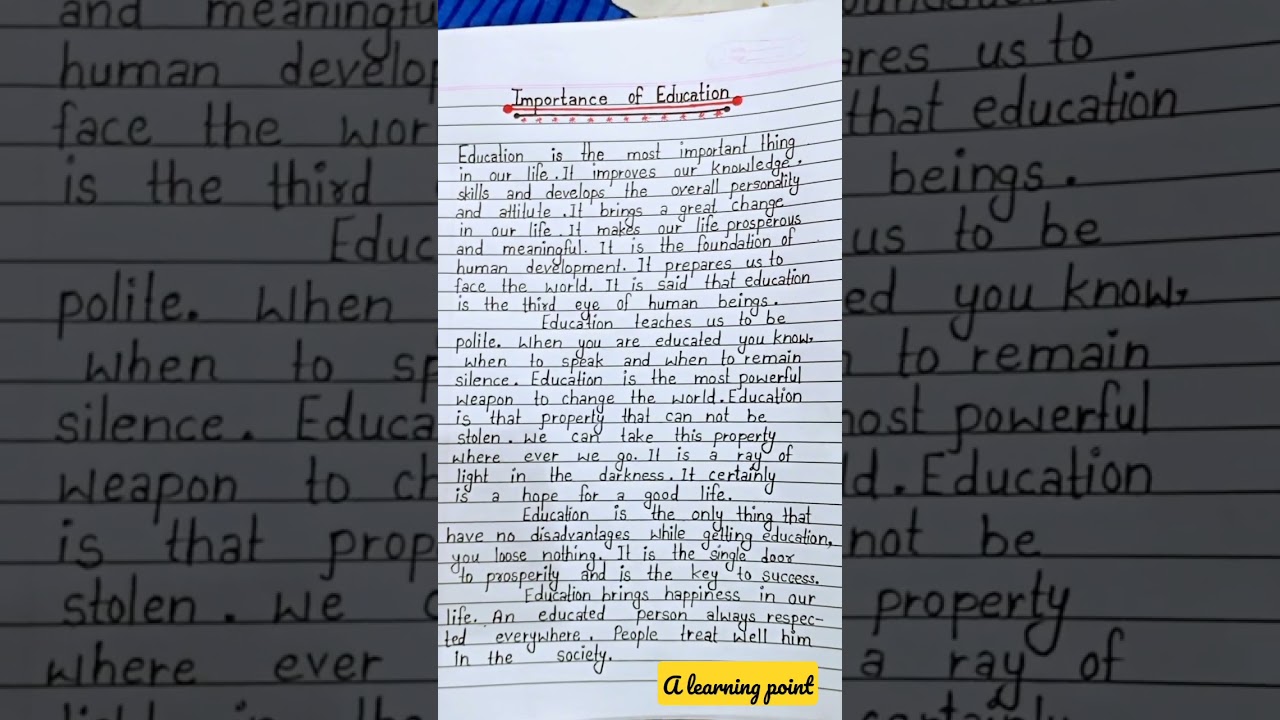 Importance of Education
Education is the most important thing
in our life. It improves our knowledge.
skills and develops the overall personality
and attitute. It brings a great change
in our life. It makes our life prosperous
and meaningful. It is the foundation of
human development. It prepares us to
face the world. It is said that education
is the third eye of human beings.
Education teaches us to be
polite. When you are educated you know,
when to speak and when to remain
silence. Education is the most powerful
weapon to change the world. Education
is that property that can not be
stolen. We can take this property
where ever we go. It is a ray of
light in the darkness. It certainly
is a hope for a good life.
Education is the only thing that
have no disadvantages while getting education,
you loose nothing. It is the single door
to prosperity and is the key to success.
Education brings happiness in our
life. An educated person always respec-
ted everywhere. People treat well him
in the society.
A learning point